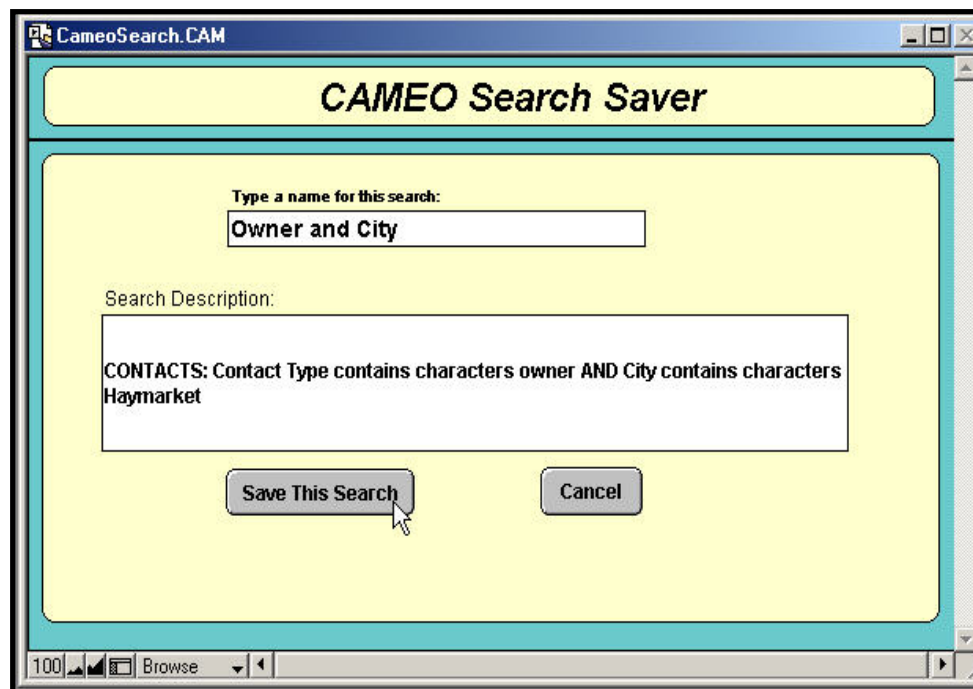 CameoSearch.CAM
CAMEO Search Saver
Type a name for this search:
Owner and City
Search Description:
CONTACTS: Contact Type contains characters owner AND City contains characters
Haymarket
Save This Search
Cancel
100
Browse